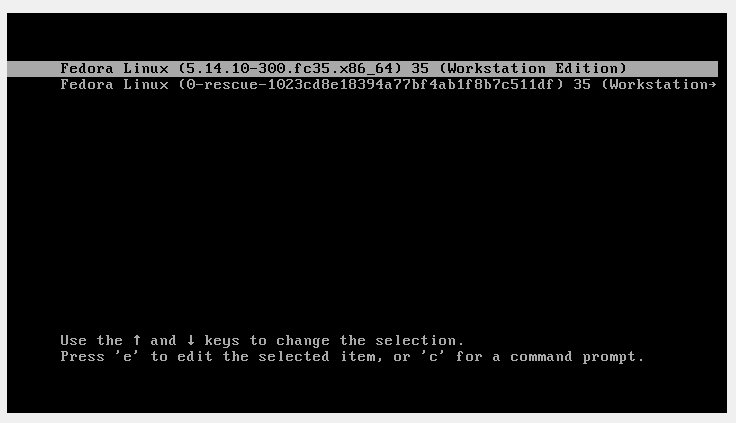 Fedora Linux (5.14.10-300.fc35.x86_64) 35 (Workstation Edition)
Fedora Linux (0-rescue-1023cd8e18394a77bf4ab1f8b7c511df) 35 (Workstation→
Use the ↑ and ↓ keys to change the selection.
Press 'e' to edit the selected item, or 'c' for a command prompt.